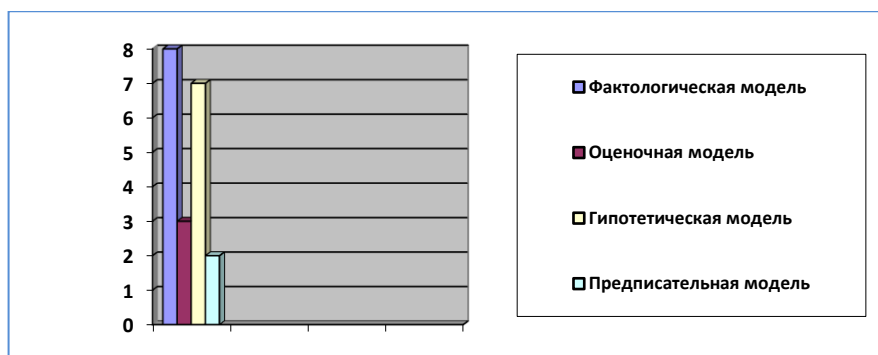 8
7
6
5
4
3
2
1
0
Фактологическая модель
Оценочная модель
Гипотетическая модель
Предписательная модель